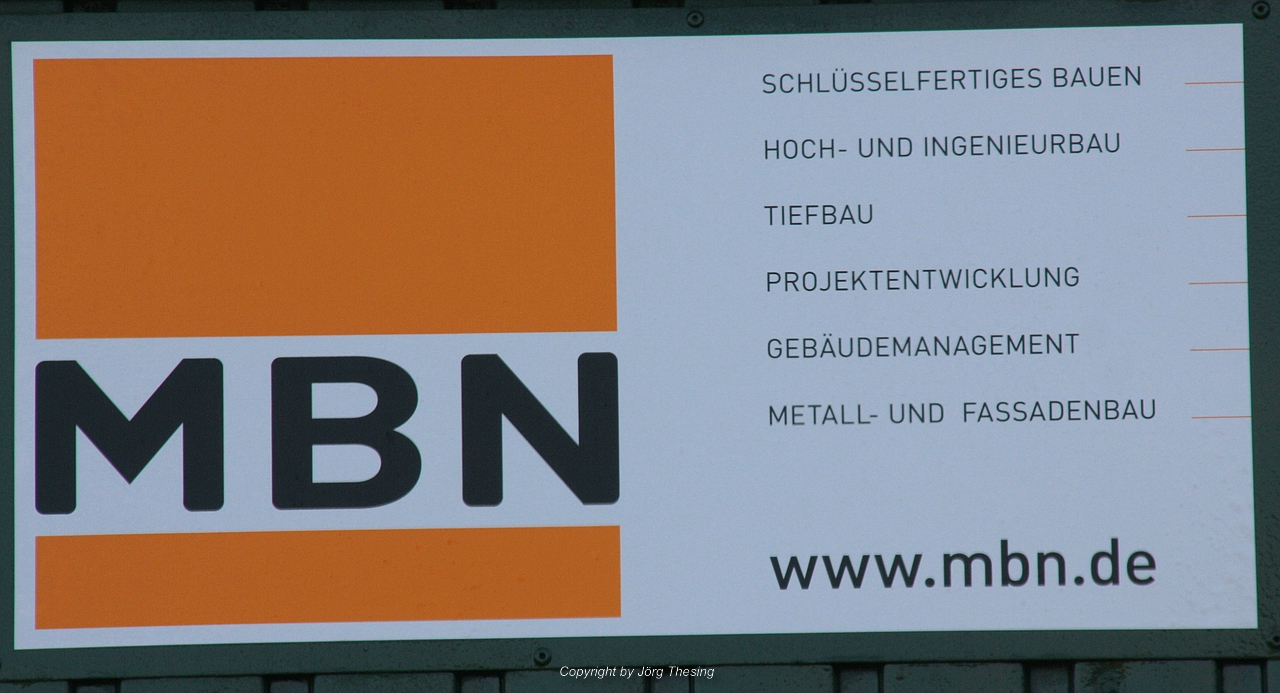 MBN
SCHLÜSSELFERTIGES BAUEN
HOCH- UND INGENIEURBAU
TIEFBAU
PROJEKTENTWICKLUNG
GEBÄUDEMANAGEMENT
METALL- UND FASSADENBAU
www.mbn.de
Copyright by Jörg Thesing